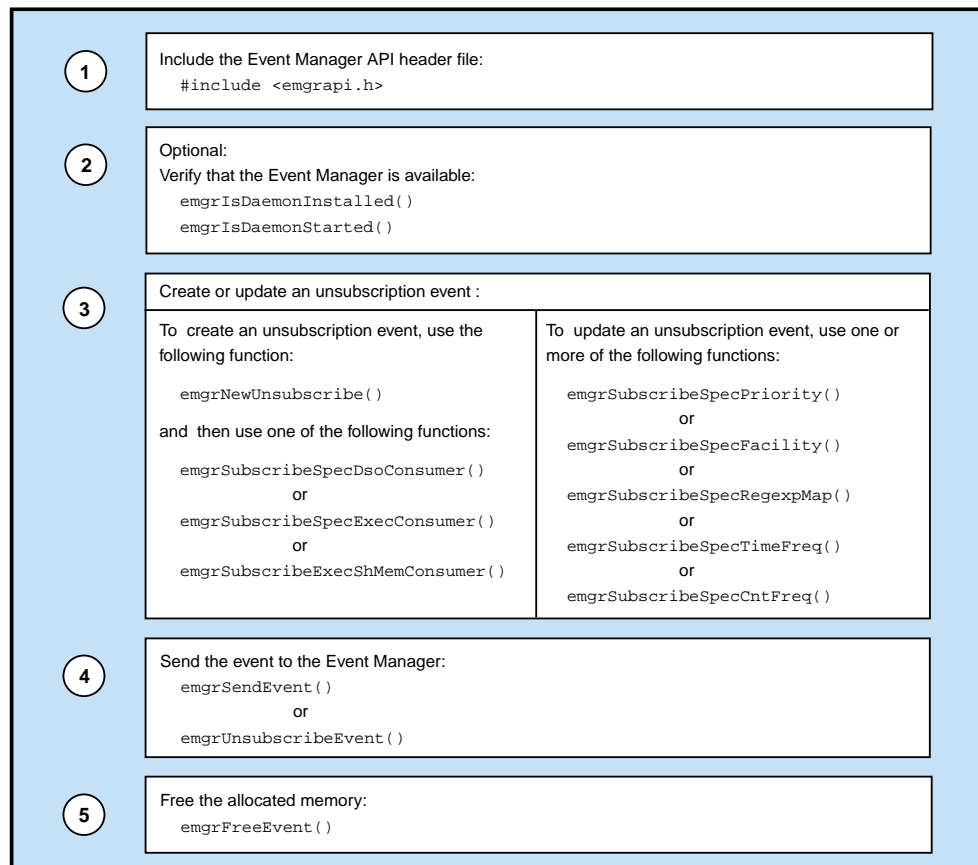 1
Include the Event Manager API header file:
#include <emgrapi.h>
2
Optional:
Verify that the Event Manager is available:
emgrIsDaemonInstalled()
emgrIsDaemonStarted()
3
Create or update an unsubscription event :
To create an unsubscription event, use the
following function:
emgrNewUnsubscribe()
and then use one of the following functions:
emgrSubscribeSpecDsoConsumer()
or
emgrSubscribeSpecExecConsumer()
or
emgrSubscribeExecShMemConsumer()
To update an unsubscription event, use one or
more of the following functions:
emgrSubscribeSpecPriority()
or
emgrSubscribeSpecFacility()
or
emgrSubscribeSpecRegexpMap()
or
emgrSubscribeSpecTimeFreq()
or
emgrSubscribeSpecCntFreq()
4
Send the event to the Event Manager:
emgrSendEvent()
or
emgrUnsubscribeEvent()
5
Free the allocated memory:
emgrFreeEvent()